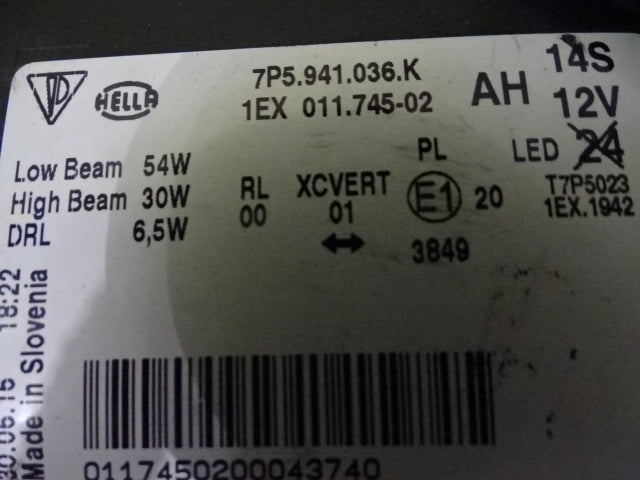 PD HELLA
7P5.941.036.K
1EX 011.745-02
AH
14S
12V
24
PL
LED
Low Beam 54W
High Beam 30W
DRL 6,5W
RL
00
XCVERT
01
E1 20
3849
T7P5023
1EX.1942
18:22
Made in Slovenia
0117450200043740